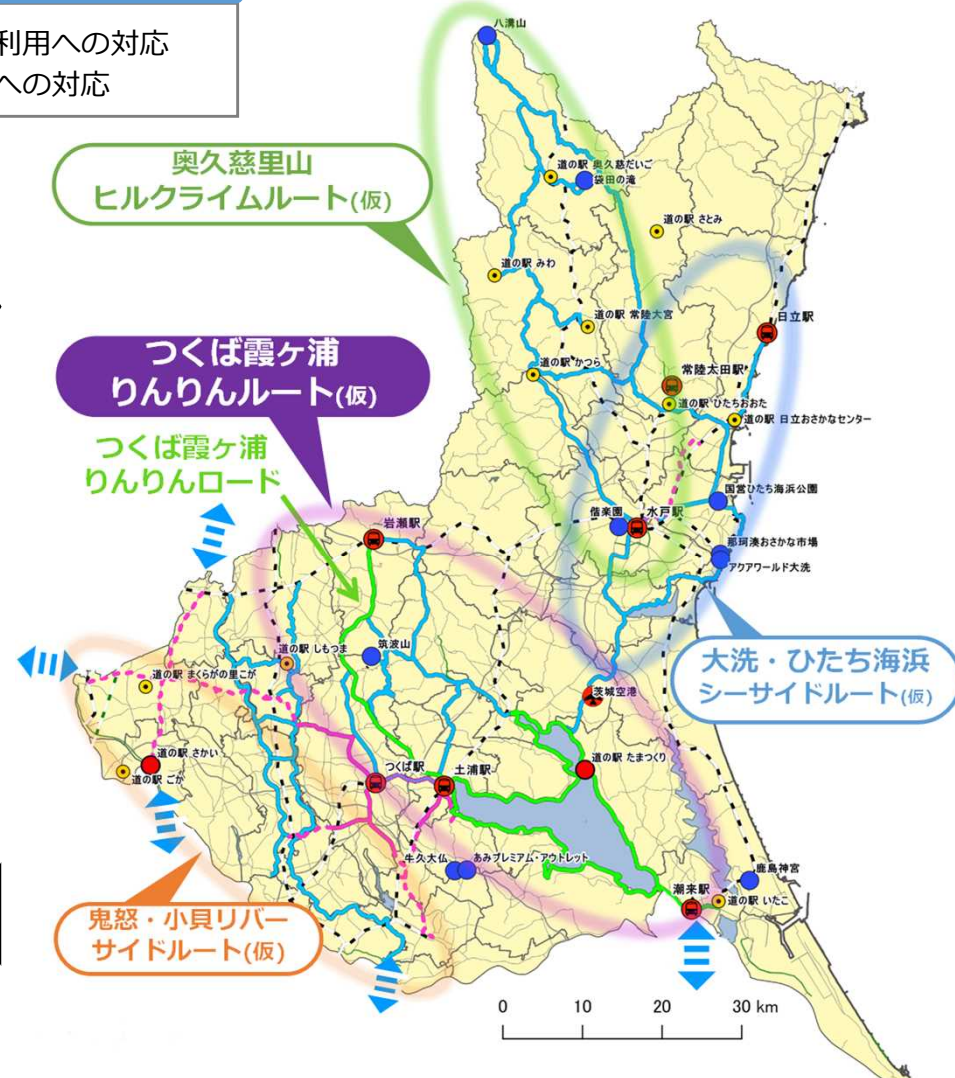 利用への対応
への対応
八溝山
奥久慈里山
ヒルクライムルート(仮)
道の駅 奥久慈だいご
袋田の滝
道の駅 さとみ
道の駅 みわ
道の駅 常陸大宮
日立駅
つくば霞ヶ浦
りんりんルート(仮)
道の駅 かつら
常陸太田駅
道の駅 ひたちおおた
道の駅 日立おさかなセンター
つくば霞ヶ浦
りんりんロード
国営ひたち海浜公園
偕楽園
水戸駅
岩瀬駅
那珂湊おさかな市場
アクアワールド大洗
道の駅 しもつま
筑波山
大洗・ひたち海浜
シーサイドルート(仮)
道の駅 まくらがの里こが
茨城空港
道の駅 さかい
道の駅 ごか
つくば駅
土浦駅
道の駅 たまつくり
牛久大仏
あみプレミアム・アウトレット
鹿島神宮
潮来駅
道の駅 いたこ
鬼怒・小貝リバー
サイドルート(仮)
0 10 20 30 km